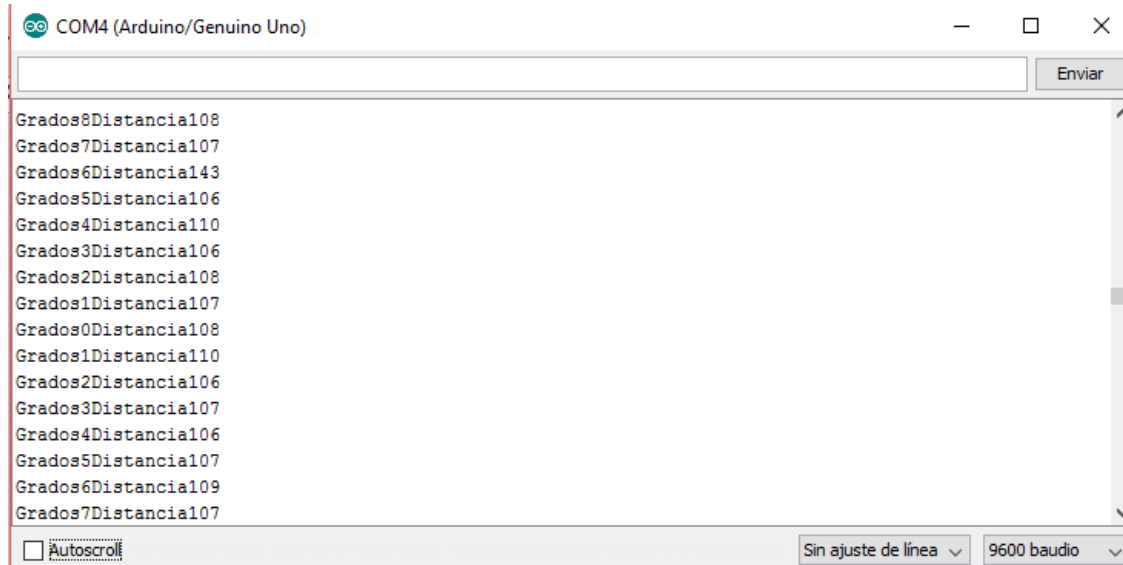 COM4 (Arduino/Genuino Uno)
Enviar
Grados8Distancia108
Grados7Distancia107
Grados6Distancia143
Grados5Distancia106
Grados4Distancia110
Grados3Distancia106
Grados2Distancia108
Grados1Distancia107
Grados0Distancia108
Grados1Distancia110
Grados2Distancia106
Grados3Distancia107
Grados4Distancia106
Grados5Distancia107
Grados6Distancia109
Grados7Distancia107
Autoscroll Sin ajuste de línea 9600 baudio